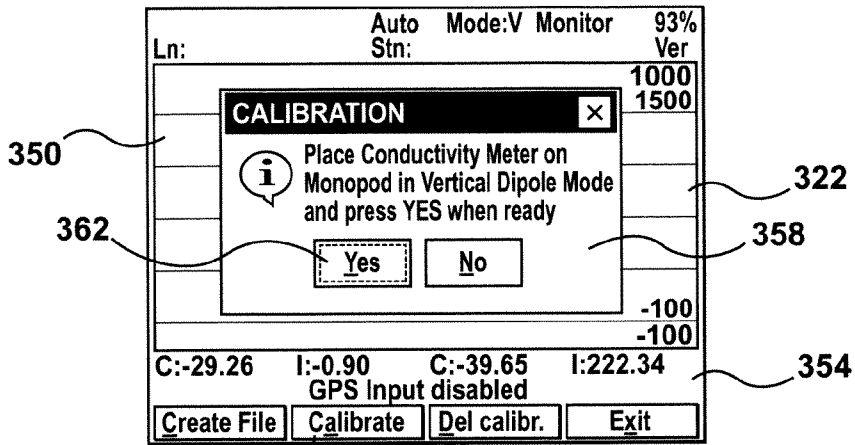 Auto Mode:V Monitor 93%
Ln: Stn: Ver
1000
1500
CALIBRATION ×
350
i
Place Conductivity Meter on
Monopod in Vertical Dipole Mode
and press YES when ready
322
362
358
Yes No
-100
-100
C:-29.26 I:-0.90 C:-39.65 I:222.34
354
GPS Input disabled
Create File Calibrate Del calibr. Exit